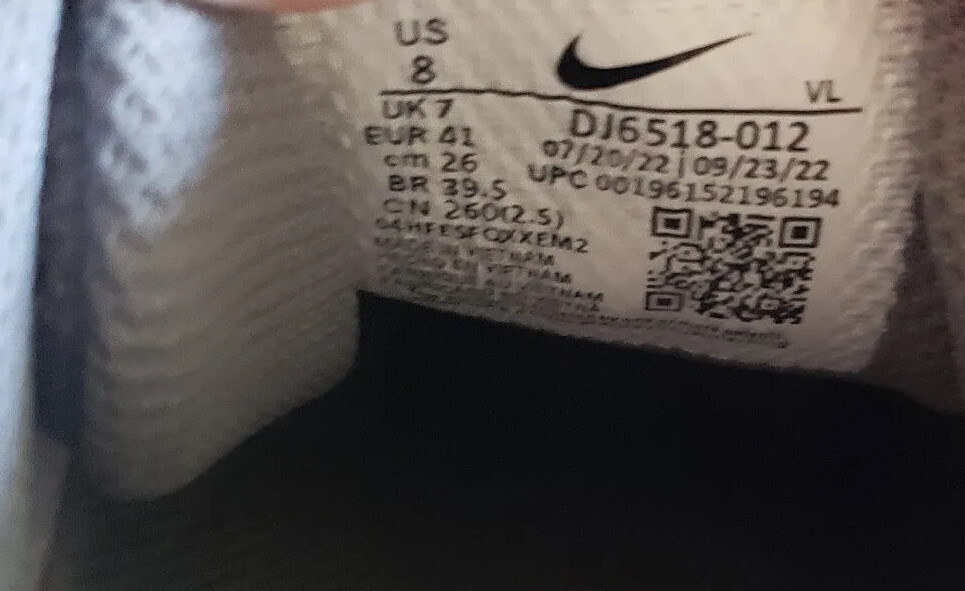 US
8
VL
UK 7
EUR 41
cm 26
BR 39.5
CN 260(2.5)
DJ6518-012
07/20/22 | 09/23/22
UPC 00196152196194
MADE IN VIETNAM
VIETNAM